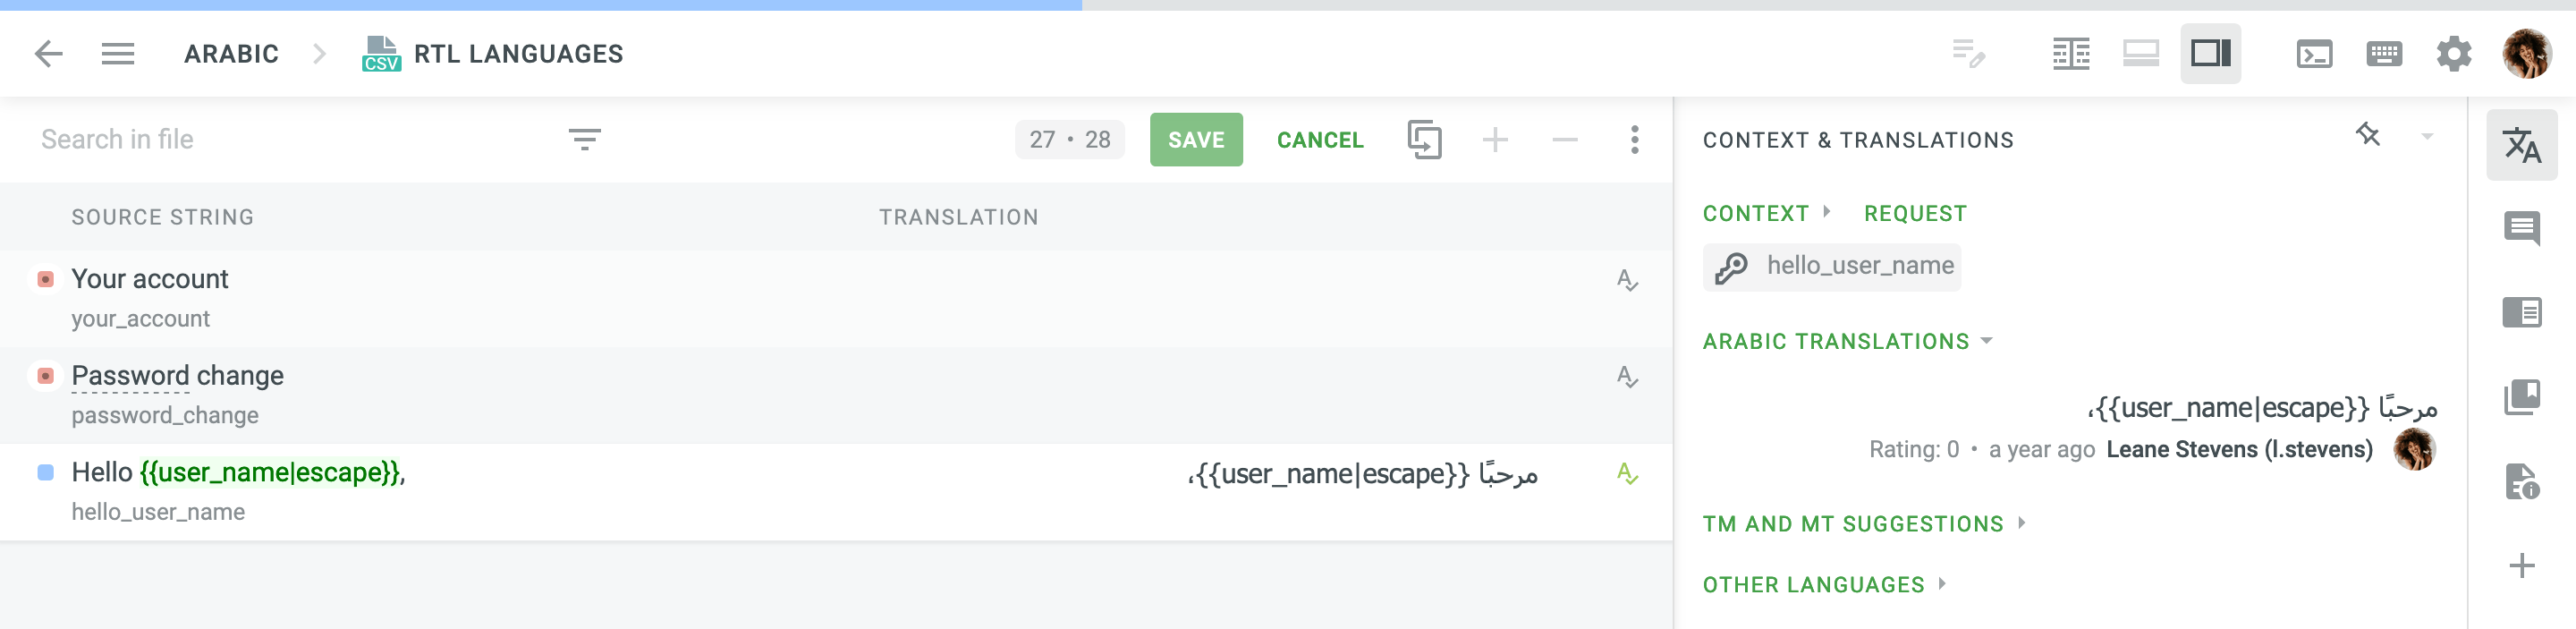 ARABIC
CSV
RTL LANGUAGES
Search in file
27 • 28
SAVE
CANCEL
SOURCE STRING
TRANSLATION
Your account
your_account
Password change
password_change
Hello {{user_name|escape}},
مرحبًا {{user_name|escape}}،
hello_user_name
CONTEXT & TRANSLATIONS
CONTEXT
REQUEST
hello_user_name
ARABIC TRANSLATIONS
مرحبًا {{user_name|escape}}،
Rating: 0 • a year ago Leane Stevens (l.stevens)
TM AND MT SUGGESTIONS
OTHER LANGUAGES